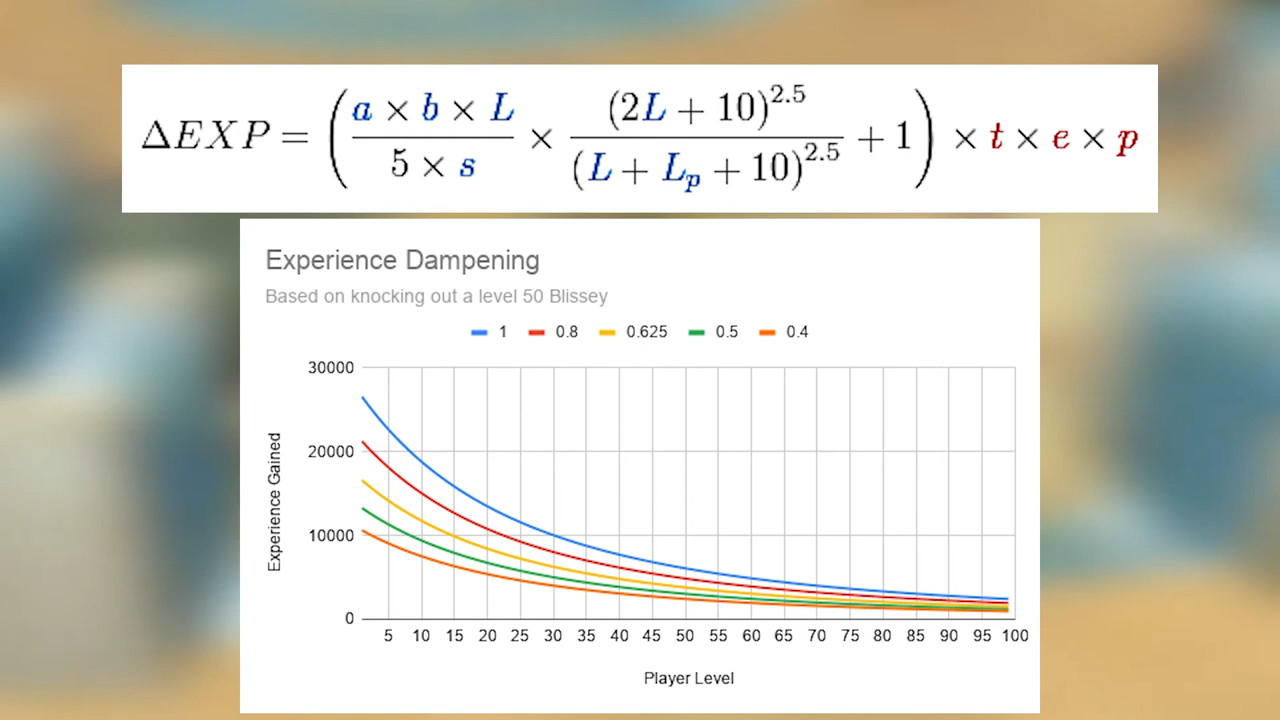 ΔEXP = ( (a × b × L) / (5 × s) × (2L + 10)^2.5 / (L + L_p + 10)^2.5 + 1 ) × t × e × p
Experience Dampening
Based on knocking out a level 50 Blissey
1 0.8 0.625 0.5 0.4
30000
20000
10000
0
Experience Gained
5 10 15 20 25 30 35 40 45 50 55 60 65 70 75 80 85 90 95 100
Player Level